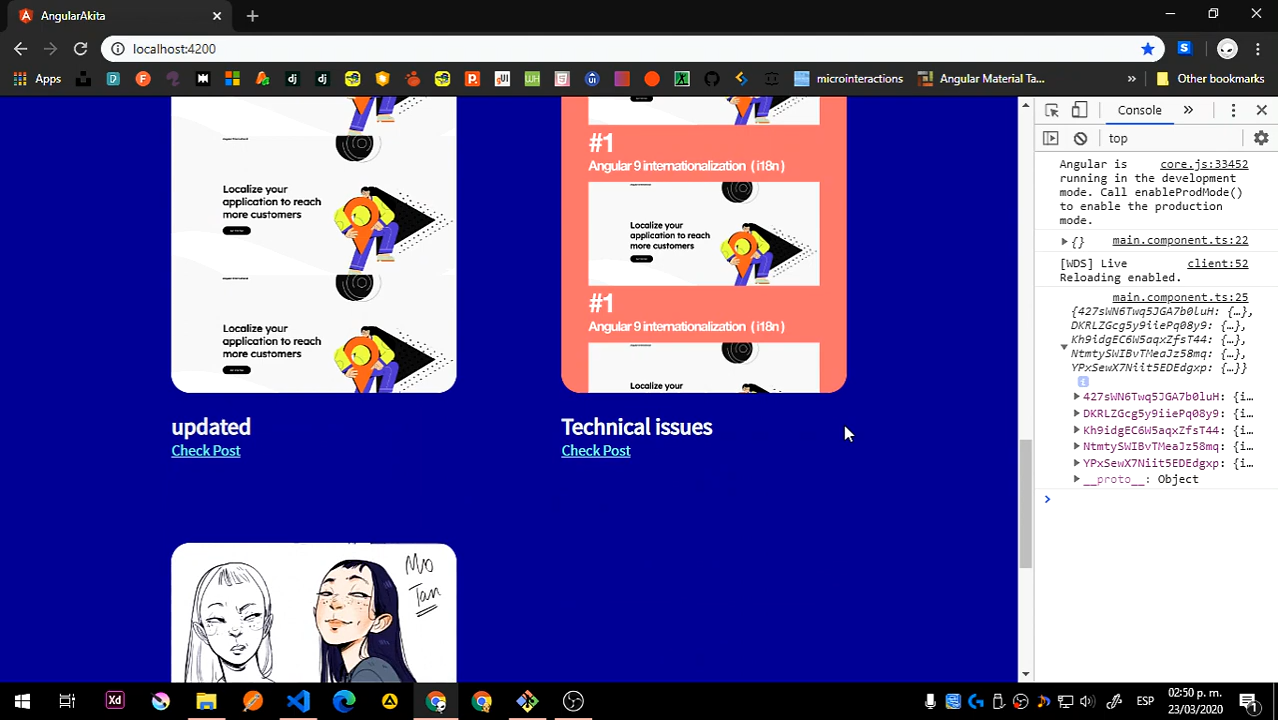 AngularAkita
localhost:4200
Apps
microinteractions
Angular Material Ta...
»
Other bookmarks
Console
»
top
Angular is core.js:33452
running in the development
mode. Call enableProdMode()
to enable the production
mode.
{} main.component.ts:22
[WDS] Live client:52
Reloading enabled.
main.component.ts:25
{427sWN6Twq5JGA7b0luH: {…},
DKRLZGcg5y9iiePq08y9: {…},
Kh9idgEC6W5aqxZfsT44: {…},
NtmtySWIBvTMeaJz58mq: {…},
YPxSewX7Niit5EDEdgxp: {…}}
427sWN6Twq5JGA7b0luH: {i…
DKRLZGcg5y9iiePq08y9: {i…
Kh9idgEC6W5aqxZfsT44: {i…
NtmtySWIBvTMeaJz58mq: {i…
YPxSewX7Niit5EDEdgxp: {i…
__proto__: Object
Localize your
application to reach
more customers
Localize your
application to reach
more customers
#1
Angular 9 internationalization ( i18n )
Localize your
application to reach
more customers
#1
Angular 9 internationalization ( i18n )
Localize your
updated
Check Post
Technical issues
Check Post
Mo
Tan
ESP
02:50 p. m.
23/03/2020